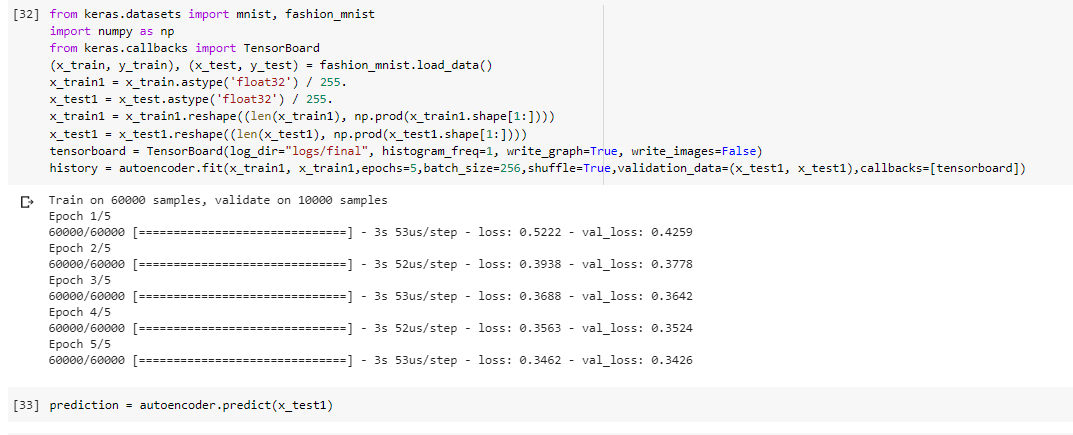 [32] from keras.datasets import mnist, fashion_mnist
import numpy as np
from keras.callbacks import TensorBoard
(x_train, y_train), (x_test, y_test) = fashion_mnist.load_data()
x_train1 = x_train.astype('float32') / 255.
x_test1 = x_test.astype('float32') / 255.
x_train1 = x_train1.reshape((len(x_train1), np.prod(x_train1.shape[1:])))
x_test1 = x_test1.reshape((len(x_test1), np.prod(x_test1.shape[1:])))
tensorboard = TensorBoard(log_dir="logs/final", histogram_freq=1, write_graph=True, write_images=False)
history = autoencoder.fit(x_train1, x_train1,epochs=5,batch_size=256,shuffle=True,validation_data=(x_test1, x_test1),callbacks=[tensorboard])
Train on 60000 samples, validate on 10000 samples
Epoch 1/5
60000/60000 [==============================] - 3s 53us/step - loss: 0.5222 - val_loss: 0.4259
Epoch 2/5
60000/60000 [==============================] - 3s 52us/step - loss: 0.3938 - val_loss: 0.3778
Epoch 3/5
60000/60000 [==============================] - 3s 53us/step - loss: 0.3688 - val_loss: 0.3642
Epoch 4/5
60000/60000 [==============================] - 3s 52us/step - loss: 0.3563 - val_loss: 0.3524
Epoch 5/5
60000/60000 [==============================] - 3s 53us/step - loss: 0.3462 - val_loss: 0.3426
[33] prediction = autoencoder.predict(x_test1)